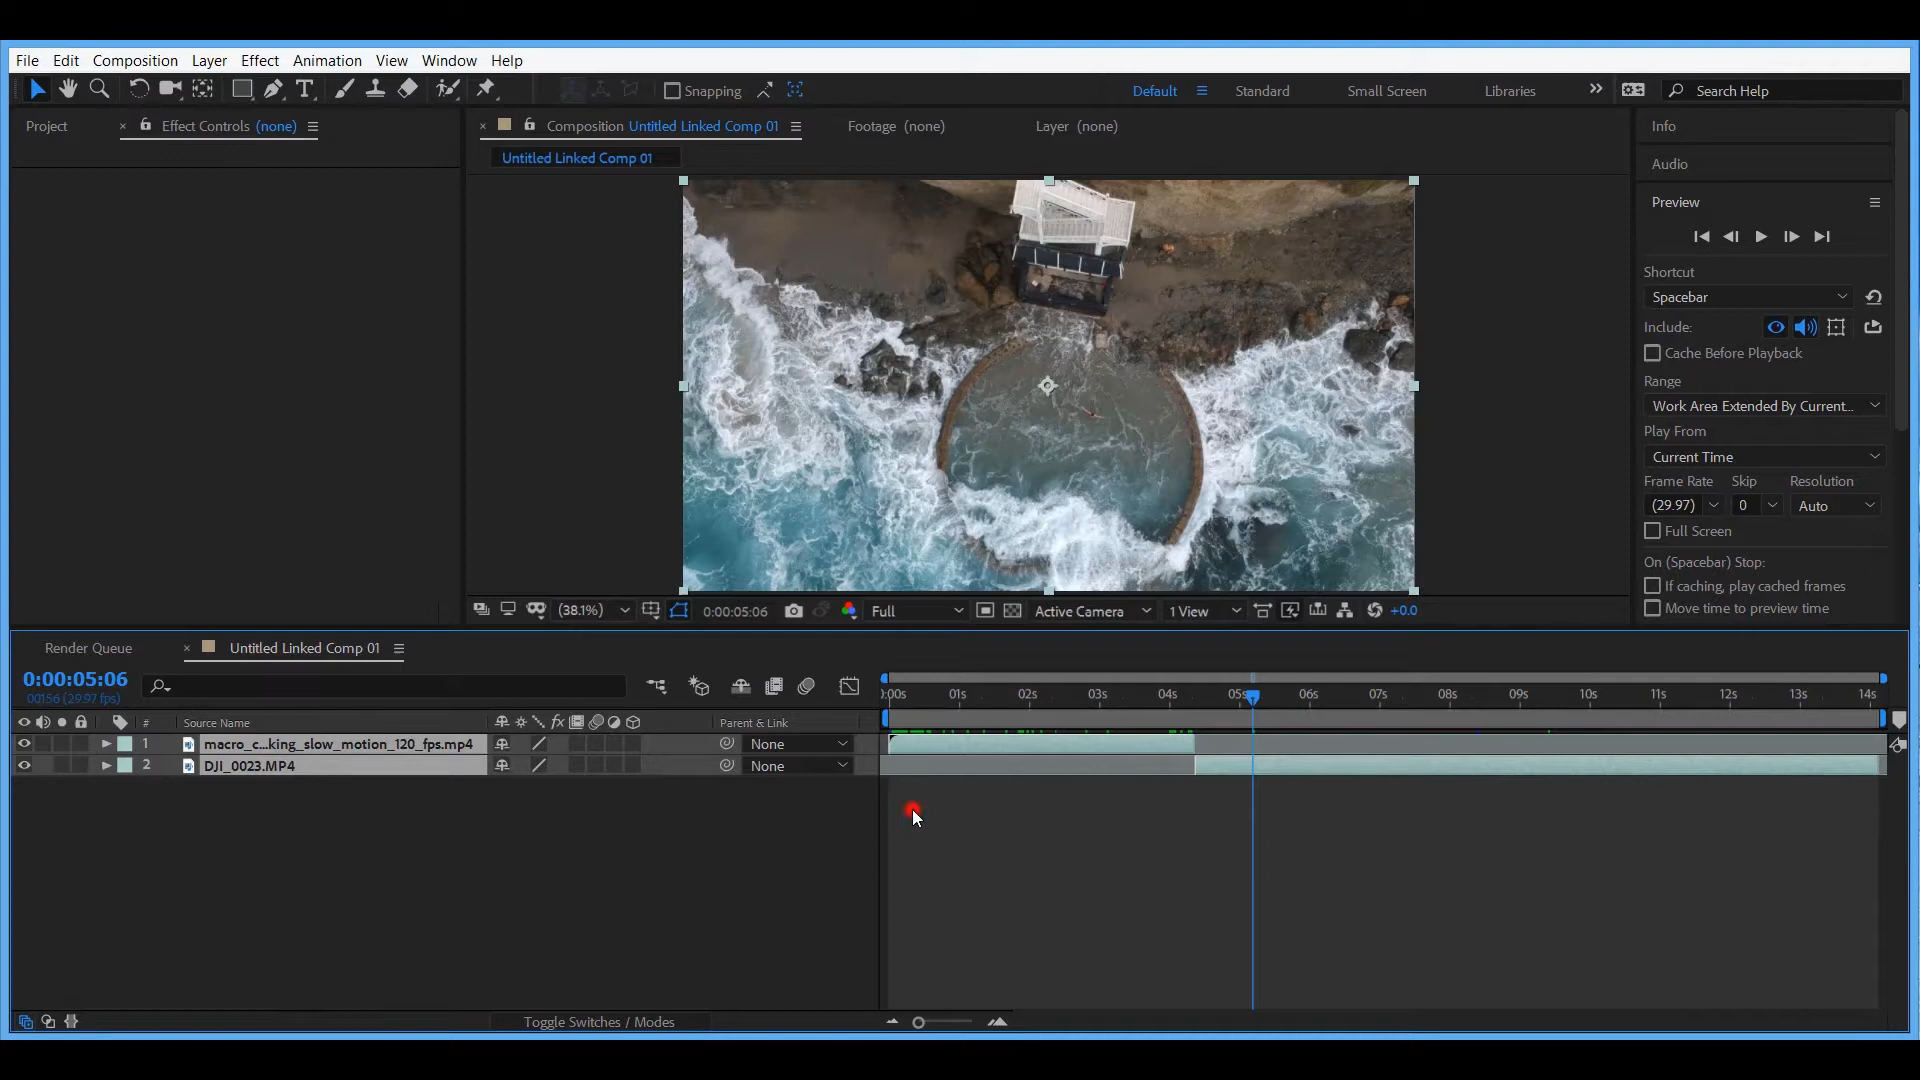 File Edit Composition Layer Effect Animation View Window Help
Snapping Default Standard Small Screen Libraries Search Help
Project Effect Controls (none) Composition Untitled Linked Comp 01 Footage (none) Layer (none) Info
Untitled Linked Comp 01
Audio
Preview
Shortcut
Spacebar
Include:
Cache Before Playback
Range
Work Area Extended By Current...
Play From
Current Time
Frame Rate Skip Resolution
(29.97) 0 Auto
Full Screen
On (Spacebar) Stop:
If caching, play cached frames
Move time to preview time
(38.1%) 0:00:05:06 Full Active Camera 1 View +0.0
Render Queue Untitled Linked Comp 01
0:00:05:06
00156 (29.97 fps)
0:00s 01s 02s 03s 04s 05s 06s 07s 08s 09s 10s 11s 12s 13s 14s
# Source Name fx Parent & Link
1 macro_c...king_slow_motion_120_fps.mp4 None
2 DJI_0023.MP4 None
Toggle Switches / Modes